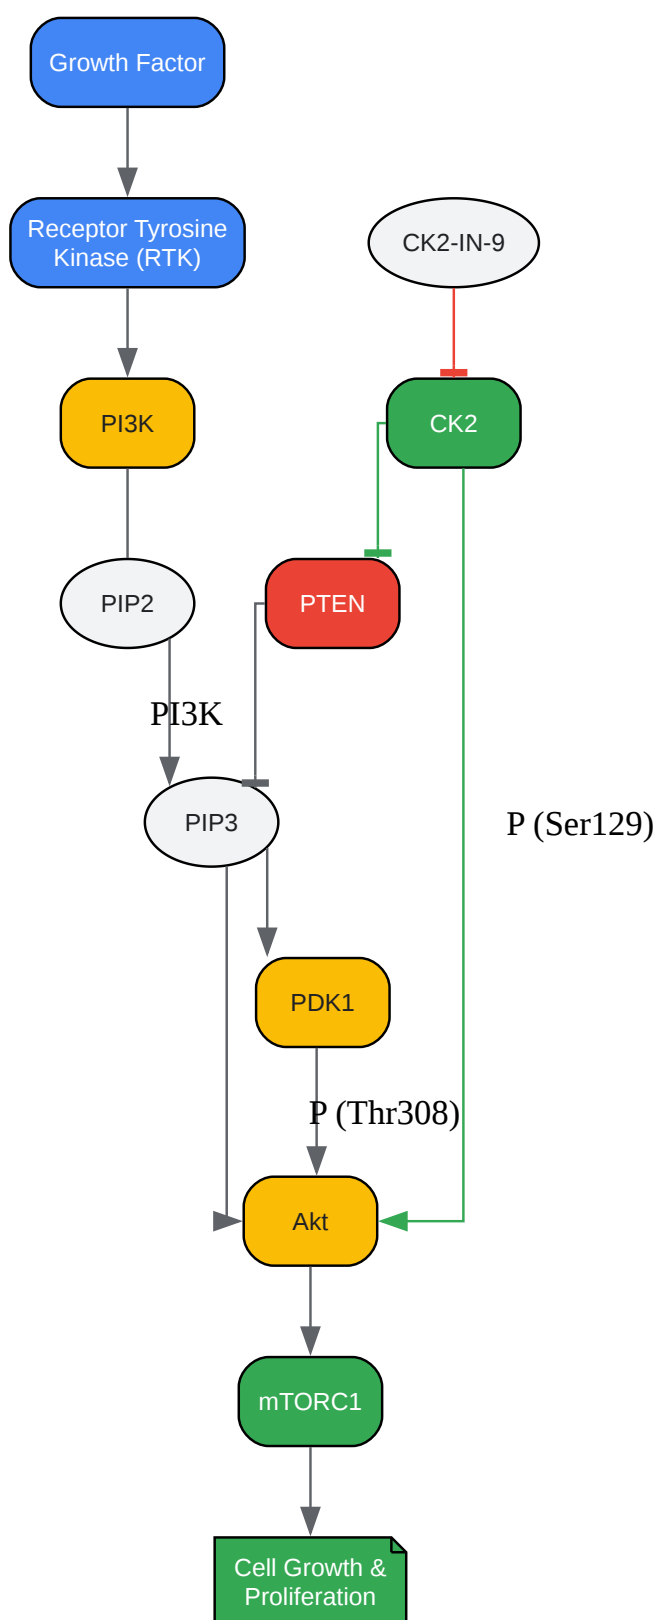 Growth Factor
Receptor Tyrosine
Kinase (RTK)
CK2-IN-9
PI3K
CK2
PIP2
PTEN
PI3K
PIP3
P (Ser129)
PDK1
P (Thr308)
Akt
mTORC1
Cell Growth &
Proliferation